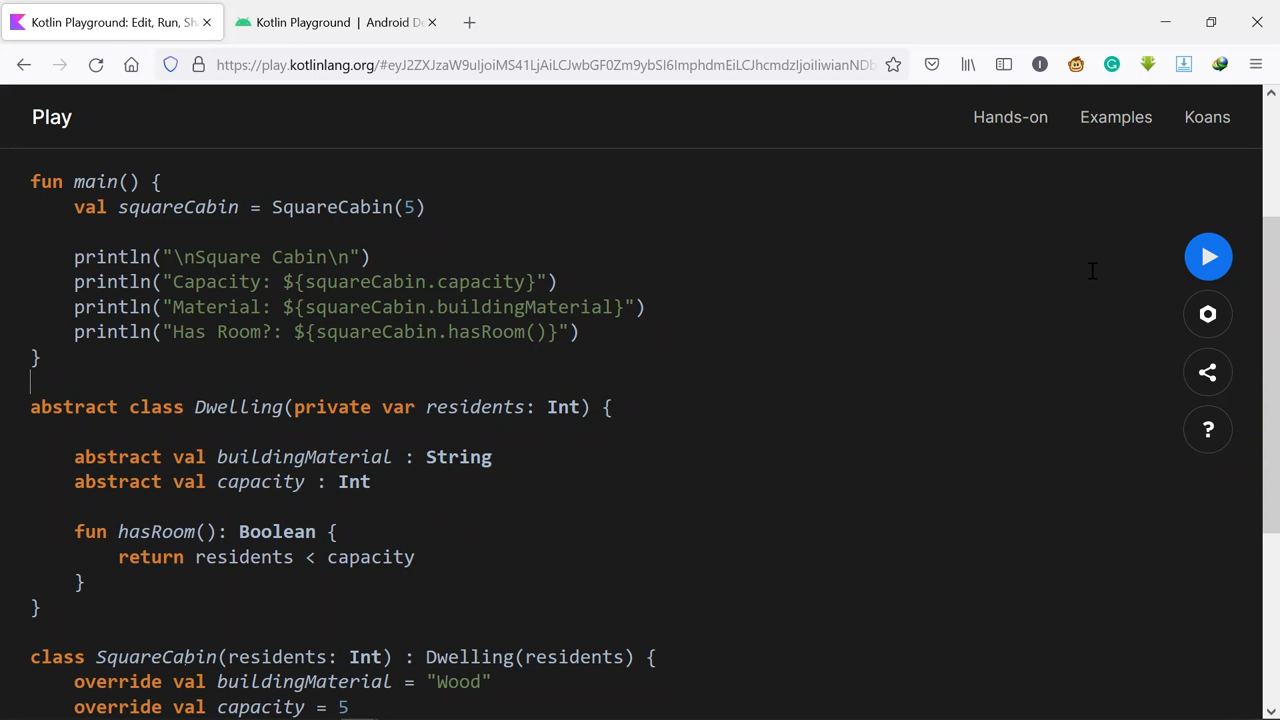 Kotlin Playground: Edit, Run, Sh
Kotlin Playground | Android De
https://play.kotlinlang.org/#eyJ2ZXJzaW9uIjoiMS41LjAiLCJwbGF0Zm9ybSI6ImphdmEiLCJhcmdzIjoiIiwianNDb
Play
Hands-on
Examples
Koans
fun main() {
val squareCabin = SquareCabin(5)
println("\nSquare Cabin\n")
println("Capacity: ${squareCabin.capacity}")
println("Material: ${squareCabin.buildingMaterial}")
println("Has Room?: ${squareCabin.hasRoom()}")
}
abstract class Dwelling(private var residents: Int) {
abstract val buildingMaterial : String
abstract val capacity : Int
fun hasRoom(): Boolean {
return residents < capacity
}
}
class SquareCabin(residents: Int) : Dwelling(residents) {
override val buildingMaterial = "Wood"
override val capacity = 5